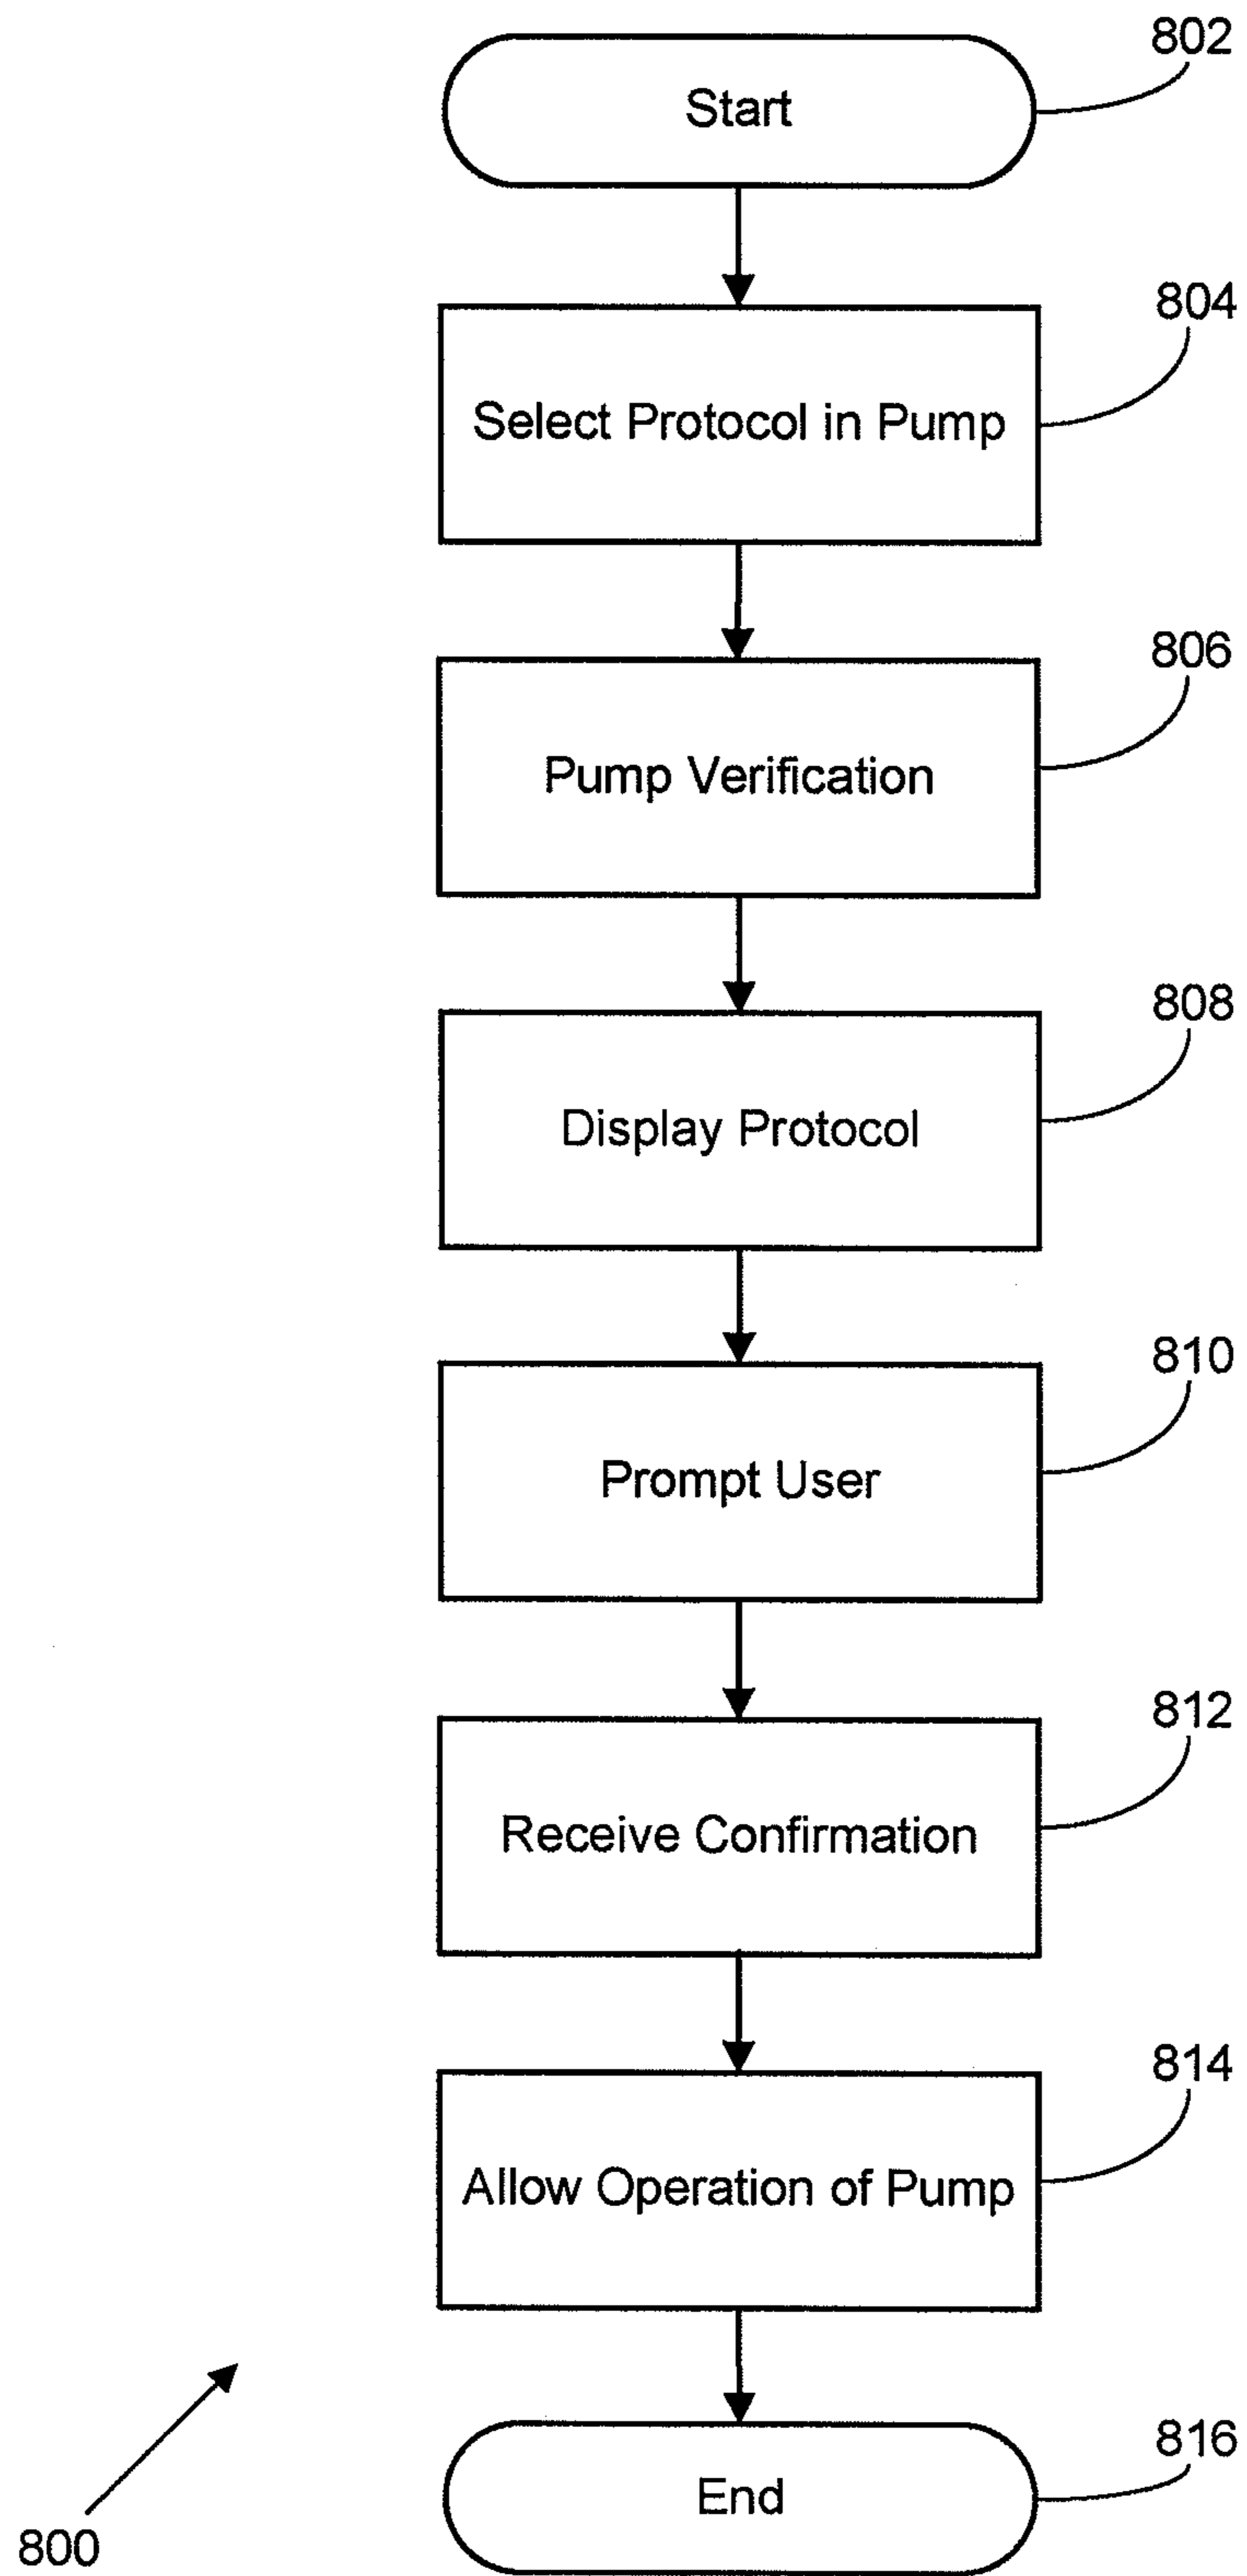 802
Start
804
Select Protocol in Pump
806
Pump Verification
808
Display Protocol
810
Prompt User
812
Receive Confirmation
814
Allow Operation of Pump
816
End
800